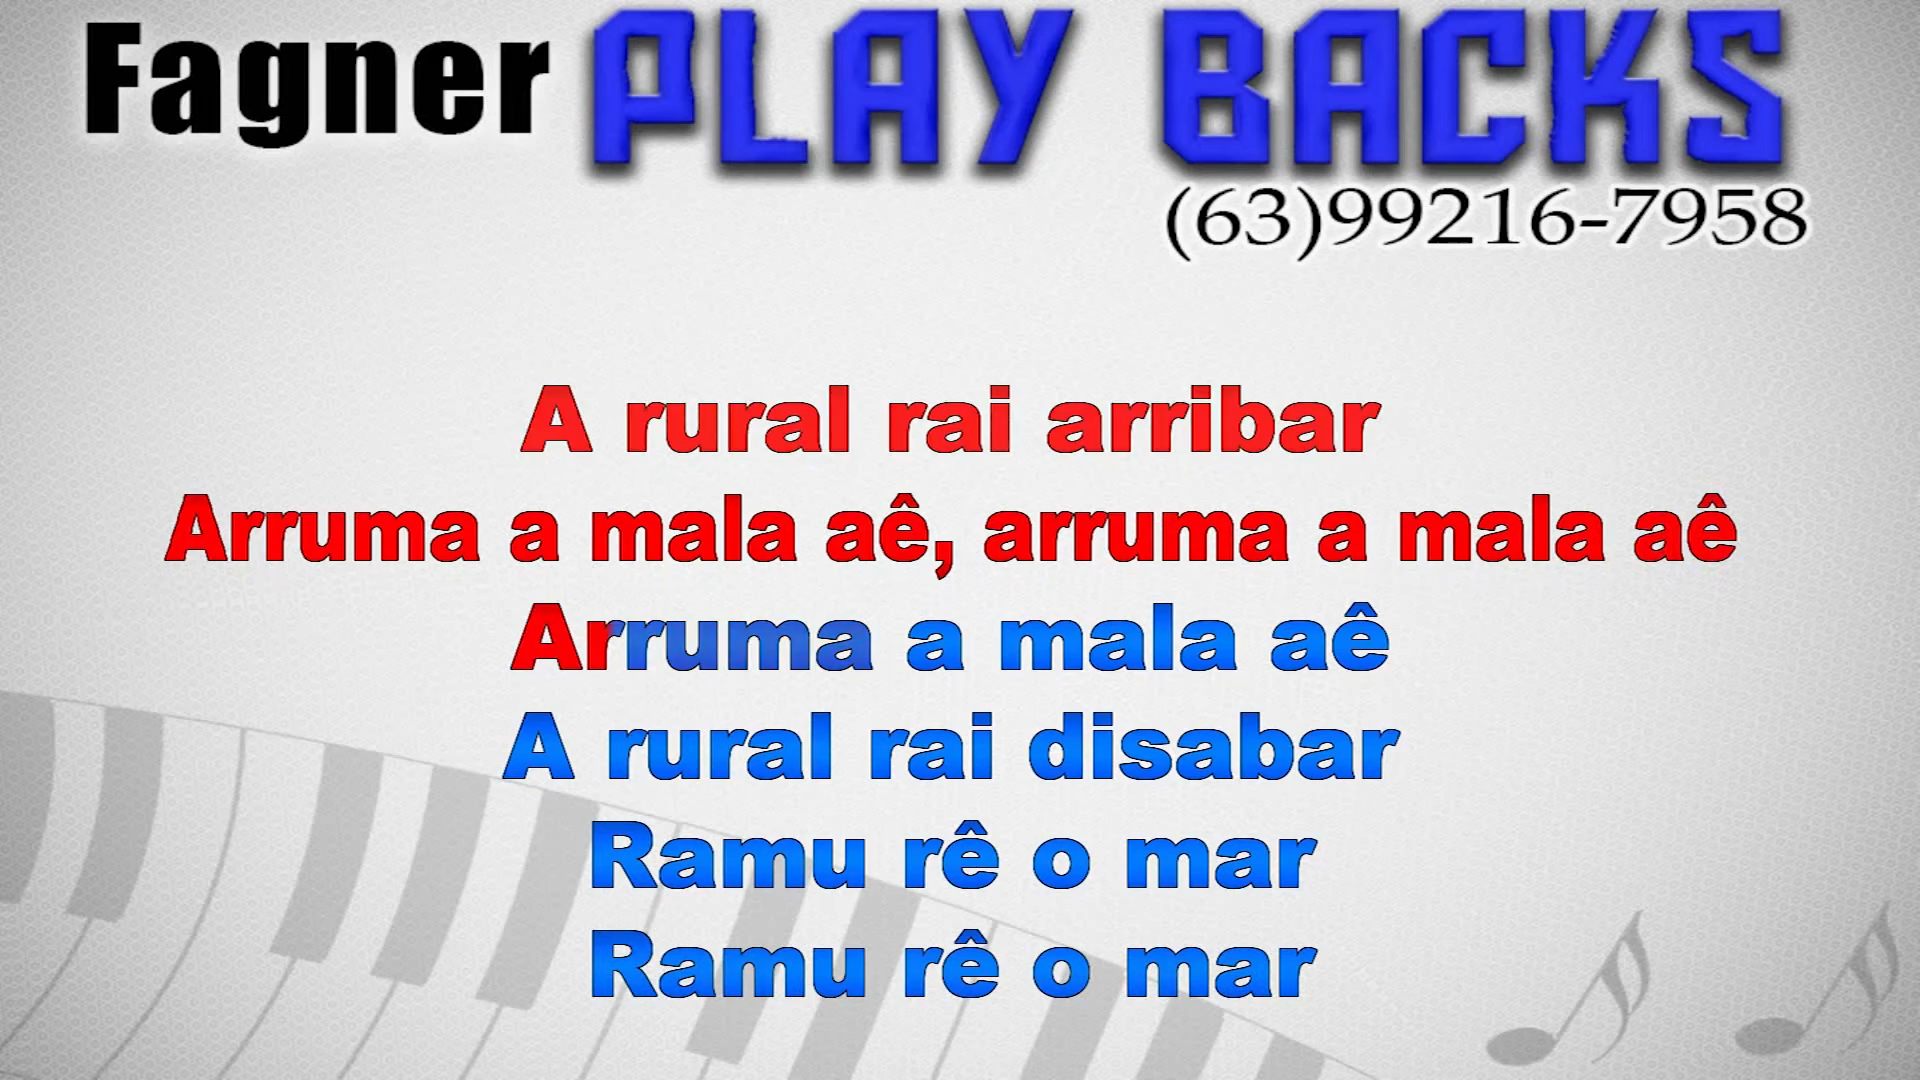 Fagner PLAY BACKS
(63)99216-7958
A rural rai arribar
Arruma a mala aê, arruma a mala aê
Arruma a mala aê
A rural rai disabar
Ramu rê o mar
Ramu rê o mar